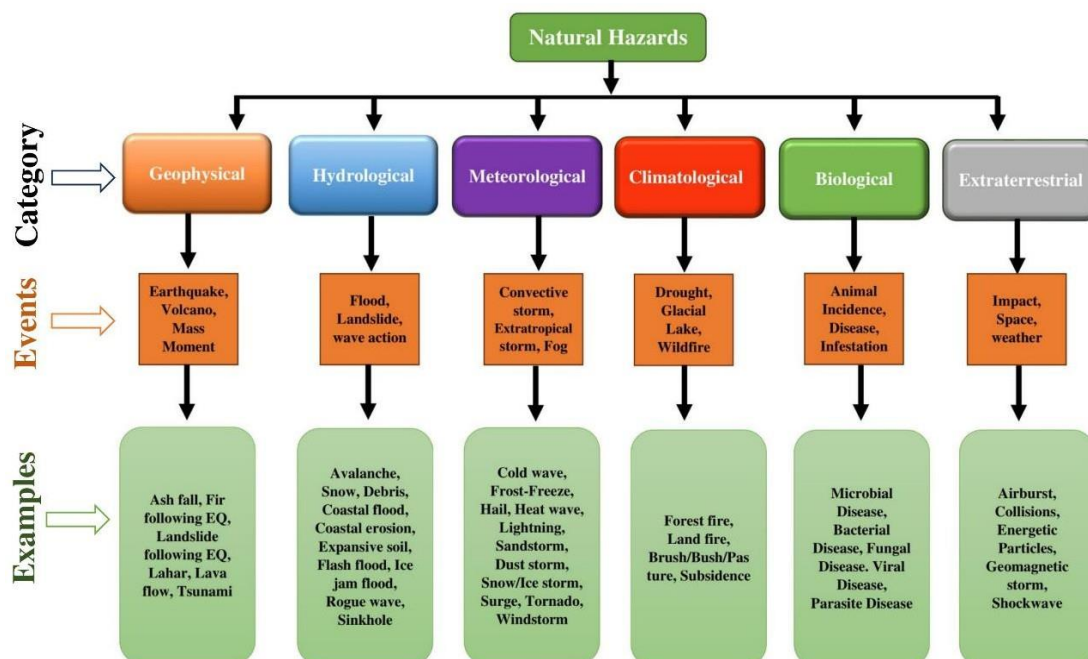 Natural Hazards
Category
Geophysical
Hydrological
Meteorological
Climatological
Biological
Extraterrestrial
Events
Earthquake,
Volcano,
Mass
Moment
Flood,
Landslide,
wave action
Convective
storm,
Extratropical
storm, Fog
Drought,
Glacial
Lake,
Wildfire
Animal
Incidence,
Disease,
Infestation
Impact,
Space,
weather
Examples
Ash fall, Fir
following EQ,
Landslide
following EQ,
Lahar, Lava
flow, Tsunami
Avalanche,
Snow, Debris,
Coastal flood,
Coastal erosion,
Expansive soil,
Flash flood, Ice
jam flood,
Rogue wave,
Sinkhole
Cold wave,
Frost-Freeze,
Hail, Heat wave,
Lightning,
Sandstorm,
Dust storm,
Snow/Ice storm,
Surge, Tornado,
Windstorm
Forest fire,
Land fire,
Brush/Bush/Pas
ture, Subsidence
Microbial
Disease,
Bacterial
Disease, Fungal
Disease. Viral
Disease,
Parasite Disease
Airburst,
Collisions,
Energetic
Particles,
Geomagnetic
storm,
Shockwave